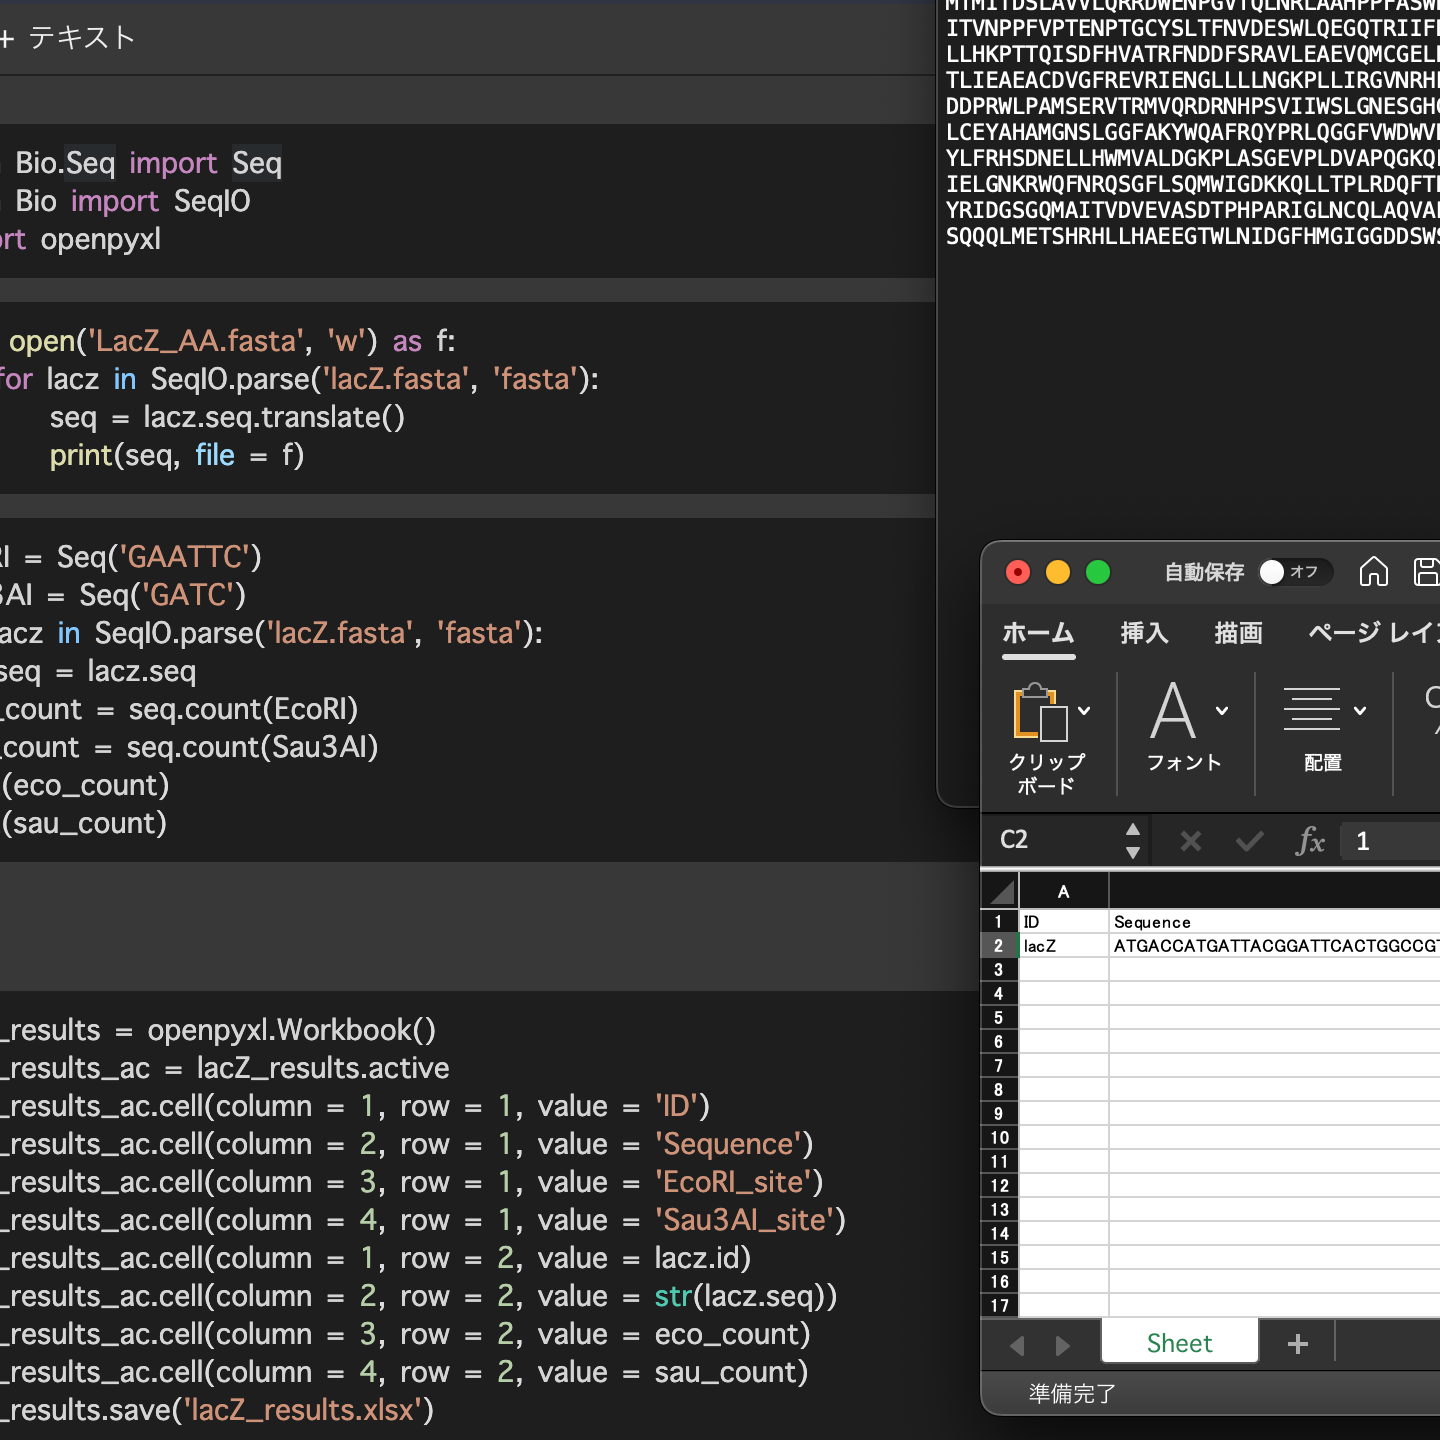 + テキスト
Bio.Seq import Seq
Bio import SeqIO
rt openpyxl
open('LacZ_AA.fasta', 'w') as f:
for lacz in SeqIO.parse('lacZ.fasta', 'fasta'):
seq = lacz.seq.translate()
print(seq, file = f)
RI = Seq('GAATTC')
3AI = Seq('GATC')
acz in SeqIO.parse('lacZ.fasta', 'fasta'):
seq = lacz.seq
_count = seq.count(EcoRI)
_count = seq.count(Sau3AI)
(eco_count)
(sau_count)
_results = openpyxl.Workbook()
_results_ac = lacZ_results.active
_results_ac.cell(column = 1, row = 1, value = 'ID')
_results_ac.cell(column = 2, row = 1, value = 'Sequence')
_results_ac.cell(column = 3, row = 1, value = 'EcoRI_site')
_results_ac.cell(column = 4, row = 1, value = 'Sau3AI_site')
_results_ac.cell(column = 1, row = 2, value = lacz.id)
_results_ac.cell(column = 2, row = 2, value = str(lacz.seq))
_results_ac.cell(column = 3, row = 2, value = eco_count)
_results_ac.cell(column = 4, row = 2, value = sau_count)
_results.save('lacZ_results.xlsx')
MTMITDSLAVVLQRRDWENPGVTQLNRLAAHPPFASW
ITVNPPFVPTENPTGCYSLTFNVDESWLQEGQTRIIF
LLHKPTTQISDFHVATRFNDDFSRAVLEAEVQMCGEL
TLIEAEACDVGFREVRIENGLLLLNGKPLLIRGVNRH
DDPRWLPAMSERVTRMVQRDRNHPSVIIWSLGNESGH
LCEYAHAMGNSLGGFAKYWQAFRQYPRLQGGFVWDWV
YLFRHSDNELLHWMVALDGKPLASGEVPLDVAPQGKQ
IELGNKRWQFNRQSGFLSQMWIGDKKQLLTPLRDQFT
YRIDGSGQMAITVDVEVASDTPHPARIGLNCQLAQVA
SQQQLMETSHRHLLHAEEGTWLNIDGFHMGIGGDDSW
自動保存 オフ
ホーム 挿入 描画 ページ レイ
クリップ
ボード
フォント
配置
C2 fx 1
A
1 ID Sequence
2 lacZ ATGACCATGATTACGGATTCACTGGCCGT
3
4
5
6
7
8
9
10
11
12
13
14
15
16
17
Sheet +
準備完了